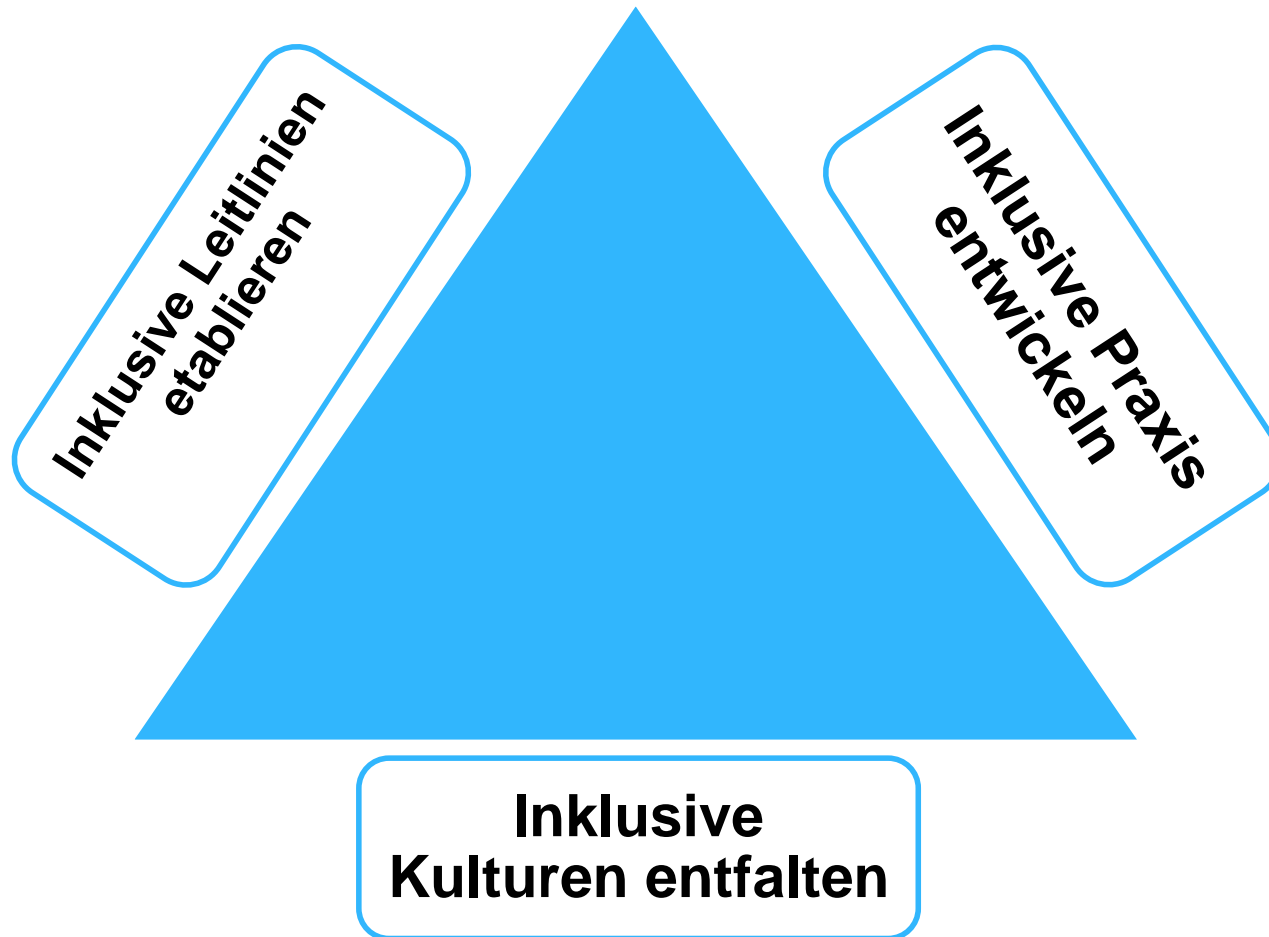 Inklusive Leitlinien
etablieren
Inklusive Praxis
entwickeln
Inklusive
Kulturen entfalten